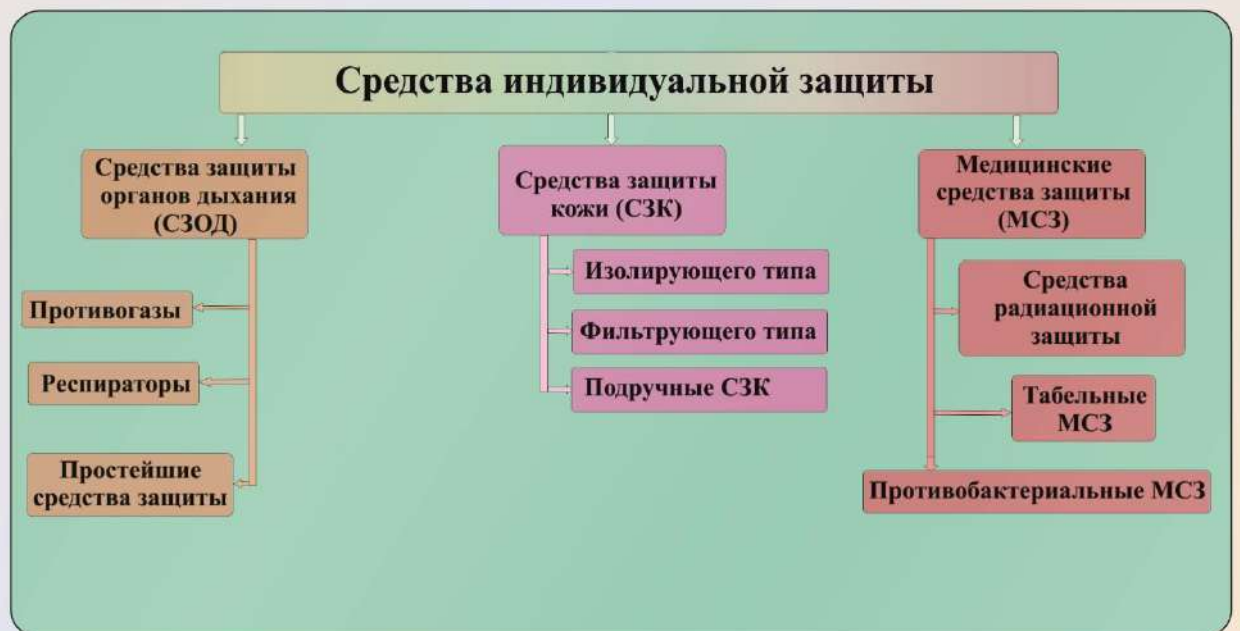 Средства индивидуальной защиты
Средства защиты
органов дыхания
(СЗОД)
Противогазы
Респираторы
Простейшие
средства защиты
Средства защиты
кожи (СЗК)
Изолирующего типа
Фильтрующего типа
Подручные СЗК
Медицинские
средства защиты
(МСЗ)
Средства
радиационной
защиты
Табельные
МСЗ
Противобактериальные МСЗ